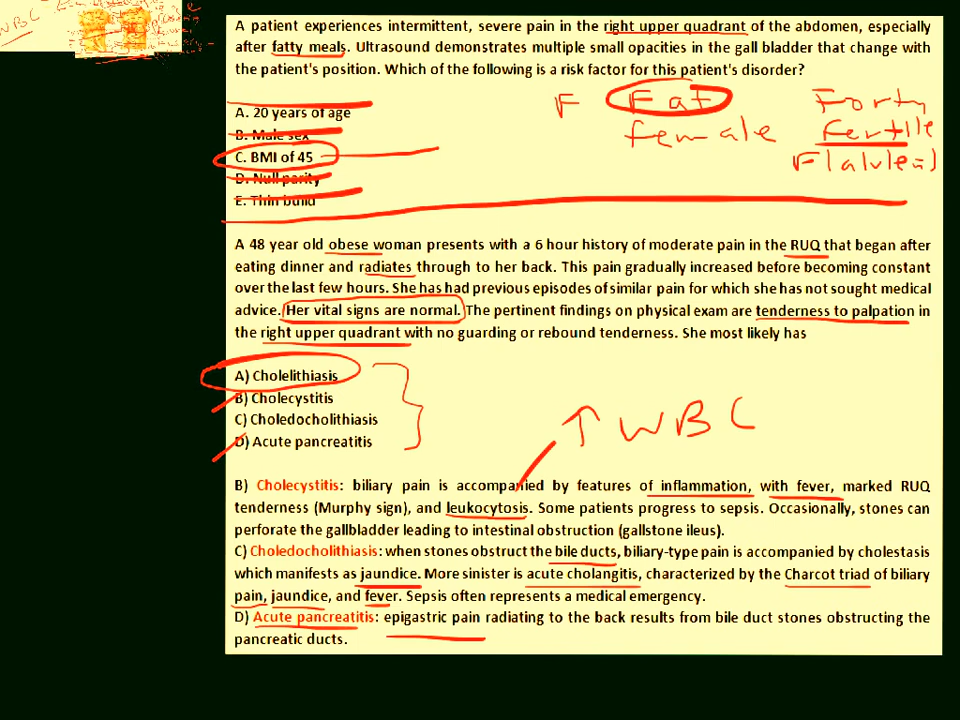 WBC
A patient experiences intermittent, severe pain in the right upper quadrant of the abdomen, especially
after fatty meals. Ultrasound demonstrates multiple small opacities in the gall bladder that change with
the patient's position. Which of the following is a risk factor for this patient's disorder?
F Fat Forty
A. 20 years of age
female Fertile
B. Male sex
C. BMI of 45
D. Null parity
E. Thin build
A 48 year old obese woman presents with a 6 hour history of moderate pain in the RUQ that began after
eating dinner and radiates through to her back. This pain gradually increased before becoming constant
over the last few hours. She has had previous episodes of similar pain for which she has not sought medical
advice. Her vital signs are normal. The pertinent findings on physical exam are tenderness to palpation in
the right upper quadrant with no guarding or rebound tenderness. She most likely has
A) Cholelithiasis
B) Cholecystitis
C) Choledocholithiasis
D) Acute pancreatitis
↑ WBC
B) Cholecystitis: biliary pain is accompanied by features of inflammation, with fever, marked RUQ
tenderness (Murphy sign), and leukocytosis. Some patients progress to sepsis. Occasionally, stones can
perforate the gallbladder leading to intestinal obstruction (gallstone ileus).
C) Choledocholithiasis: when stones obstruct the bile ducts, biliary-type pain is accompanied by cholestasis
which manifests as jaundice. More sinister is acute cholangitis, characterized by the Charcot triad of biliary
pain, jaundice, and fever. Sepsis often represents a medical emergency.
D) Acute pancreatitis: epigastric pain radiating to the back results from bile duct stones obstructing the
pancreatic ducts.